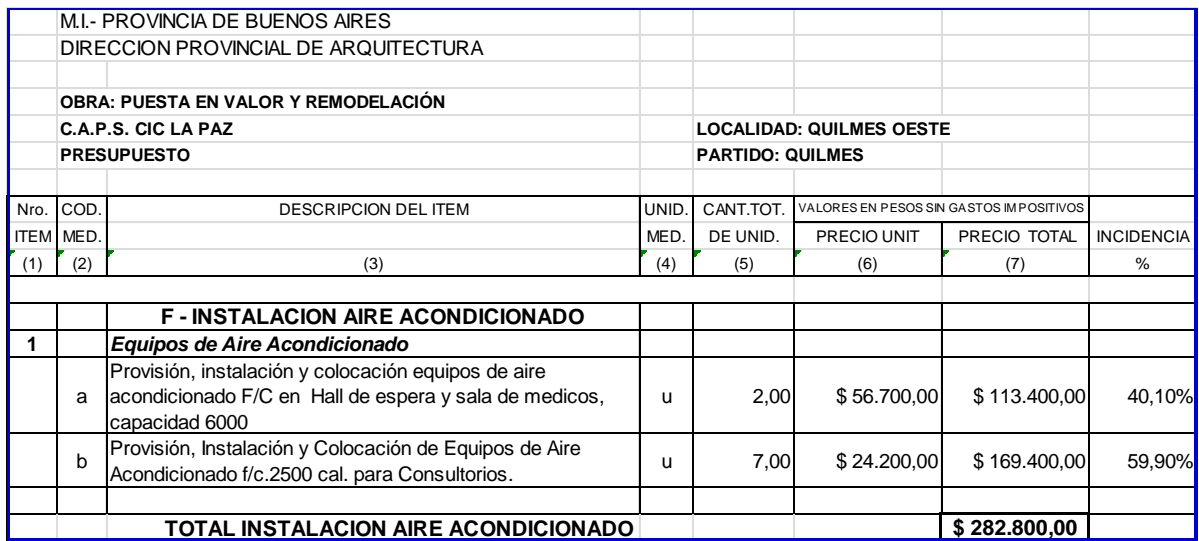 M.I.- PROVINCIA DE BUENOS AIRES
DIRECCION PROVINCIAL DE ARQUITECTURA
OBRA: PUESTA EN VALOR Y REMODELACIÓN
C.A.P.S. CIC LA PAZ LOCALIDAD: QUILMES OESTE
PRESUPUESTO PARTIDO: QUILMES
Nro. COD. DESCRIPCION DEL ITEM UNID. CANT.TOT. VALORES EN PESOS SIN GASTOS IMPOSITIVOS
ITEM MED. MED. DE UNID. PRECIO UNIT PRECIO TOTAL INCIDENCIA
(1) (2) (3) (4) (5) (6) (7) %
F - INSTALACION AIRE ACONDICIONADO
1 Equipos de Aire Acondicionado
Provisión, instalación y colocación equipos de aire
a acondicionado F/C en Hall de espera y sala de medicos, u 2,00 $ 56.700,00 $ 113.400,00 40,10%
capacidad 6000
Provisión, Instalación y Colocación de Equipos de Aire
b Acondicionado f/c.2500 cal. para Consultorios. u 7,00 $ 24.200,00 $ 169.400,00 59,90%
TOTAL INSTALACION AIRE ACONDICIONADO $ 282.800,00